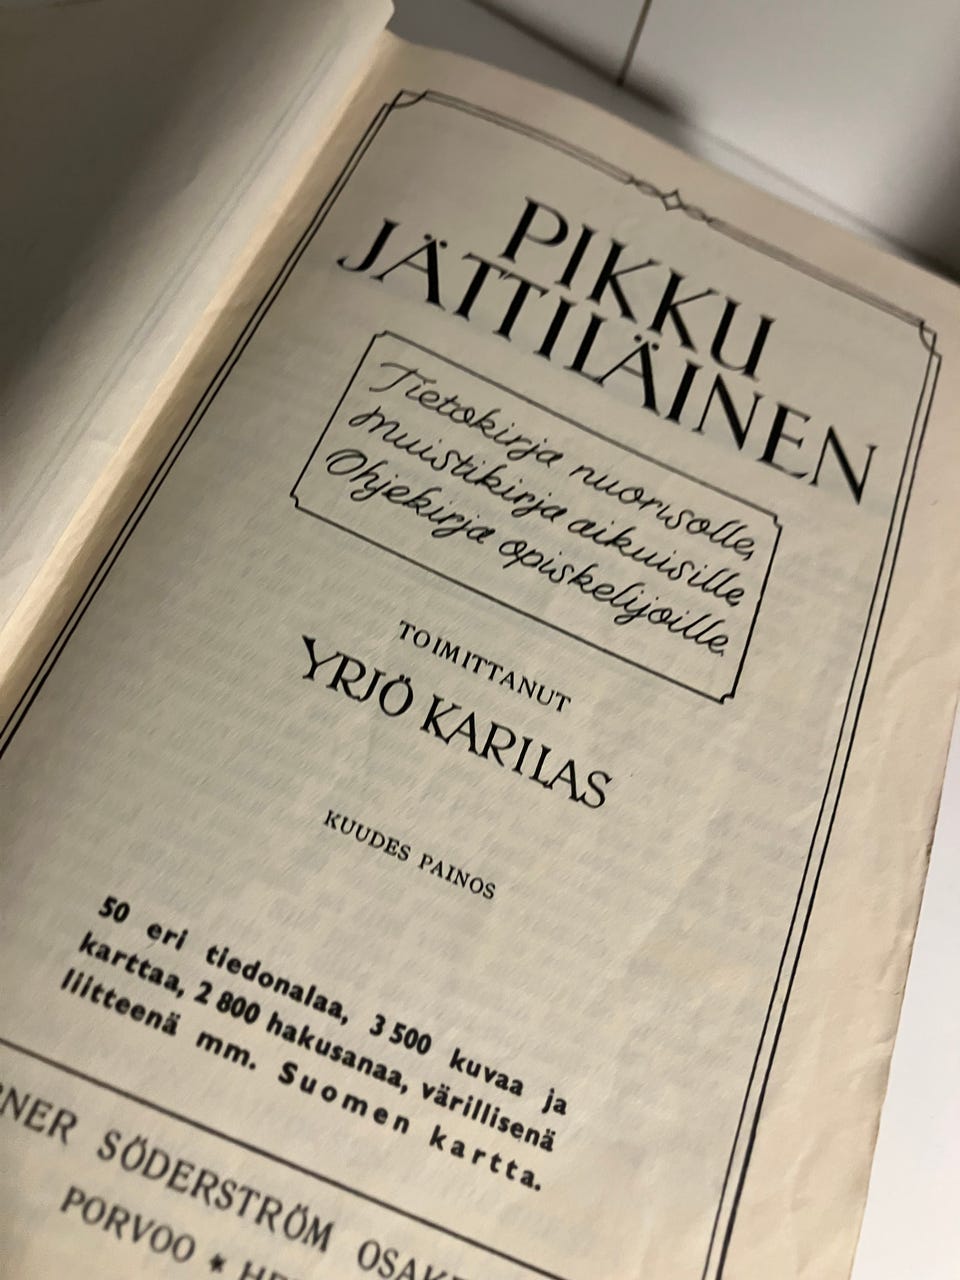 PIKKU
JÄTTILÄINEN
Tietokirja nuorisolle,
Muistikirja aikuisille,
Ohjekirja opiskelijoille.
TOIMITTANUT
YRJÖ KARILAS
KUUDES PAINOS
50 eri tiedonalaa, 3 500 kuvaa ja
karttaa, 2 800 hakusanaa, värillisenä
liitteenä mm. Suomen kartta.
SÖDERSTRÖM
PORVOO *